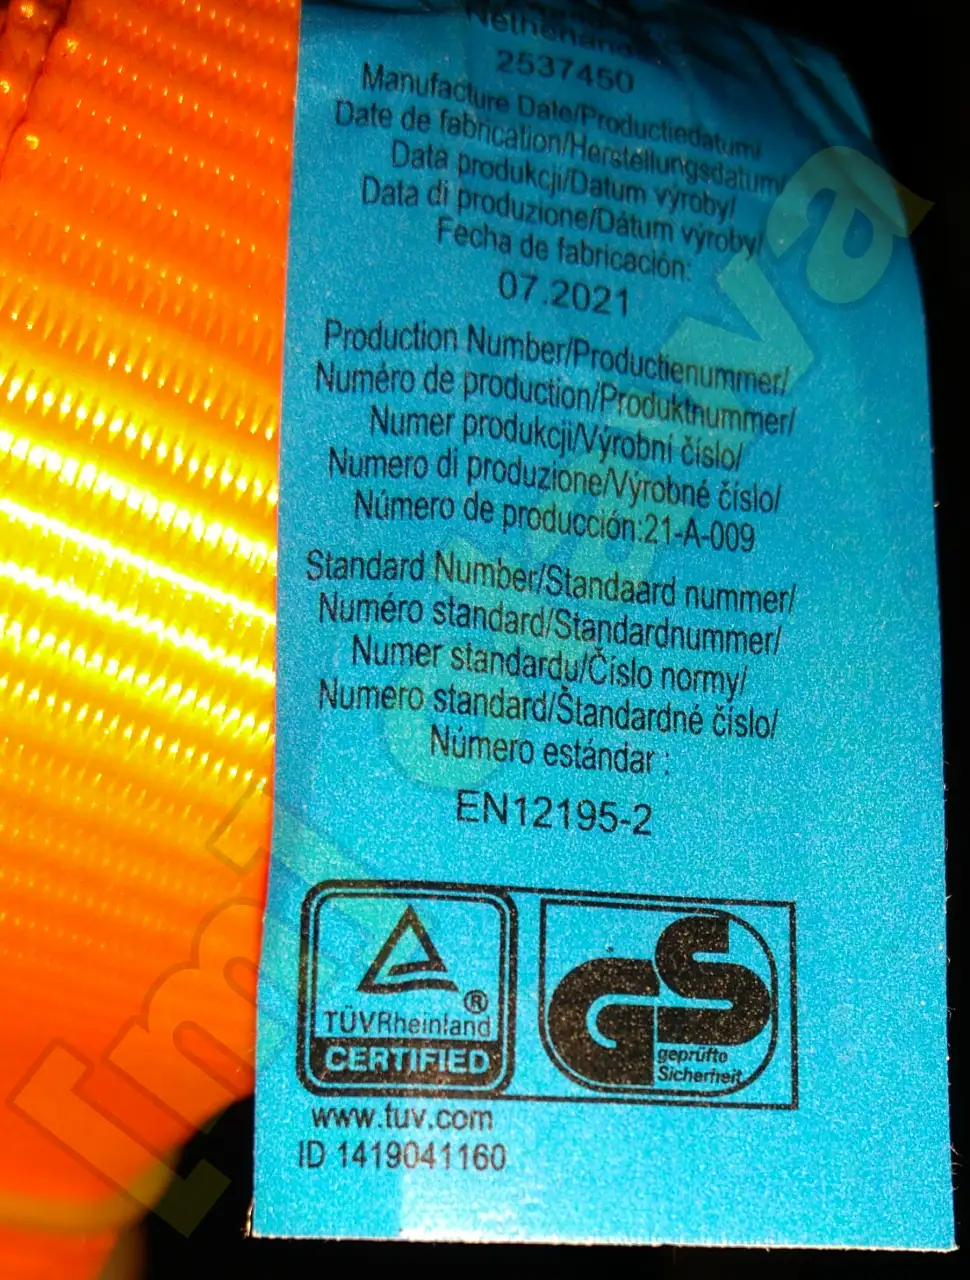 2537450
Manufacture Date/Productiedatum/
Date de fabrication/Herstellungsdatum/
Data produkcji/Datum výroby/
Data di produzione/Dátum výroby/
Fecha de fabricación:
07.2021
Production Number/Productienummer/
Numéro de production/Produktnummer/
Numer produkcji/Výrobní číslo/
Numero di produzione/Výrobné číslo/
Número de producción:21-A-009
Standard Number/Standaard nummer/
Numéro standard/Standardnummer/
Numer standardu/Číslo normy/
Numero standard/Štandardné číslo/
Número estándar :
EN12195-2
®
TÜVRheinland
CERTIFIED
GS
geprüfte
Sicherheit
www.tuv.com
ID 1419041160